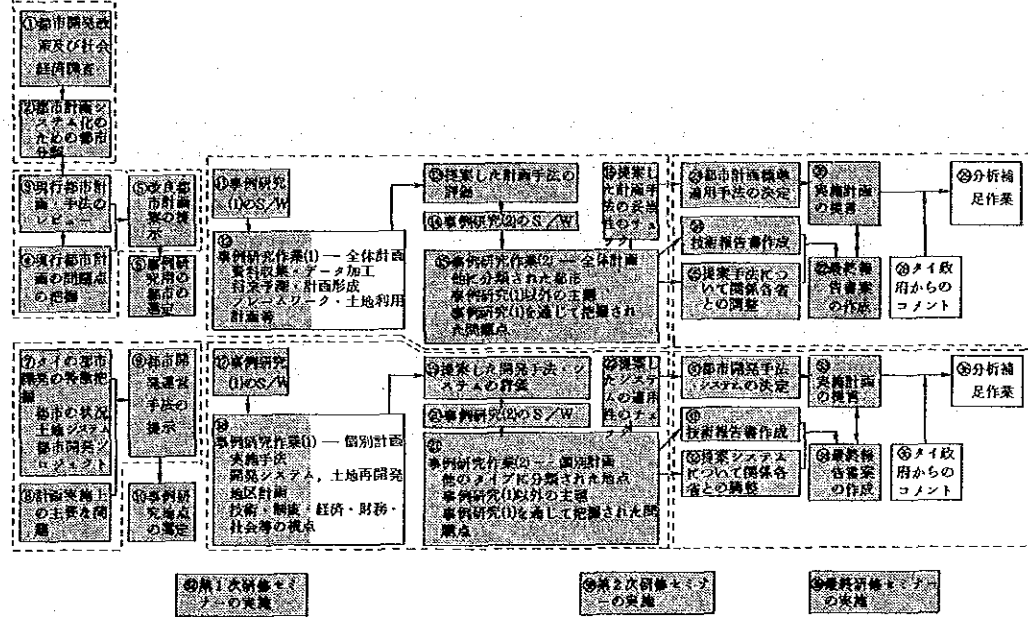 ①都市開発政
策及び社会
経済調査
②都市計画シ
ステム化の
ための都市
分類
③現行都市計
画・手法の
レビュー
④現行都市計
画の問題点
の把握
⑤改良都
市計画
案の提
示
⑥事例研
究用の
都市の
選定
⑪事例研究
(1)のS/W
事例研究作業(1)― 全体計画
資料収集・データ加工
将来予測・計画形成
フレームワーク・土地利用
計画等
⑬提案した計画手法の
評価
⑭事例研究(2)のS/W
⑮事例研究作業(2)― 全体計画
他に分類された都市
事例研究(1)以外の主題
事例研究(1)を通して把握され
た問題点
提案し
た計画手
法の妥当
性のチェ
ック
都市計画標準
適用手法の決定
技術報告書作成
提案手法につ
いて関係各省
との調整
実施計画
の提言
最終報
告書案
の作成
タイ政
府からの
コメント
分析補
足作業
⑦タイの都市
開発の背景把
握
都市の状況
土地システム
都市開発プ
ロジェクト
⑧計画実施上
の主要な問
題
⑨都市開
発運営
手法の
提示
⑩事例研
究地点
の選定
事例研究
(1)のS/W
事例研究作業(1)― 個別計画
実施手法
開発システム,土地再開発
地区計画
技術・制度・経済・財務・
社会等の視点
提案した開発手法・シ
ステムの評価
事例研究(2)のS/W
事例研究作業(2)― 個別計画
他のタイプに分類された地点
事例研究(1)以外の主題
事例研究(1)を通して把握された問
題点
提案し
たシステ
ムの適用
性のチェ
ック
都市開発手法
・システムの決定
技術報告書作成
提案システム
について関係各
省との調整
実施計画
の提言
最終報
告書案
の作成
タイ政
府からの
コメント
分析補
足作業
第1次研修セミ
ナーの実施
第2次研修セミナ
ーの実施
最終研修セミナー
の実施